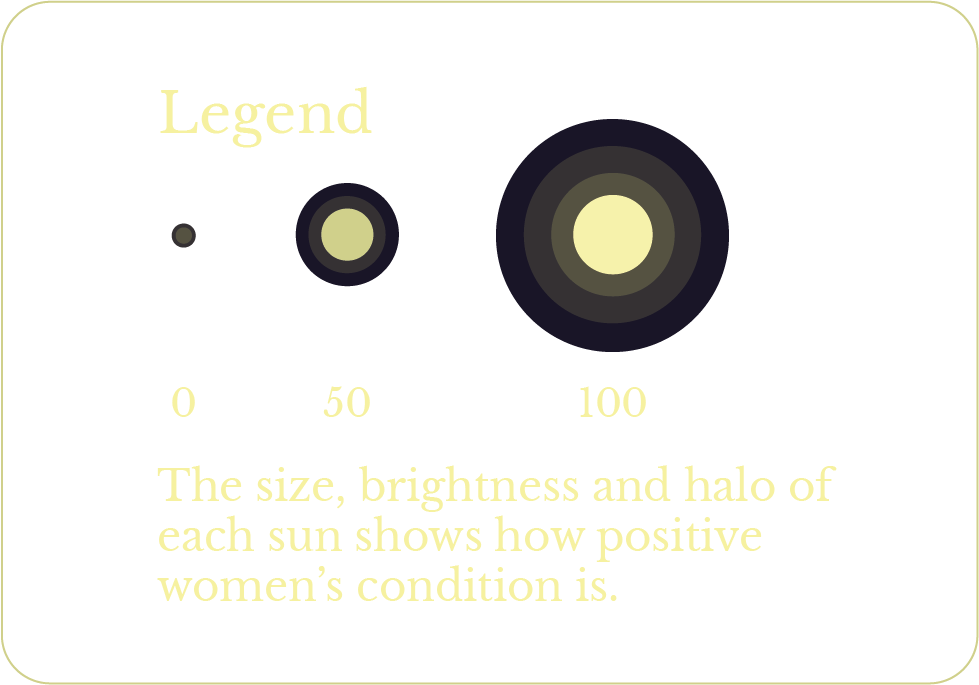 Legend
0 50 100
The size, brightness and halo of
each sun shows how positive
women’s condition is.